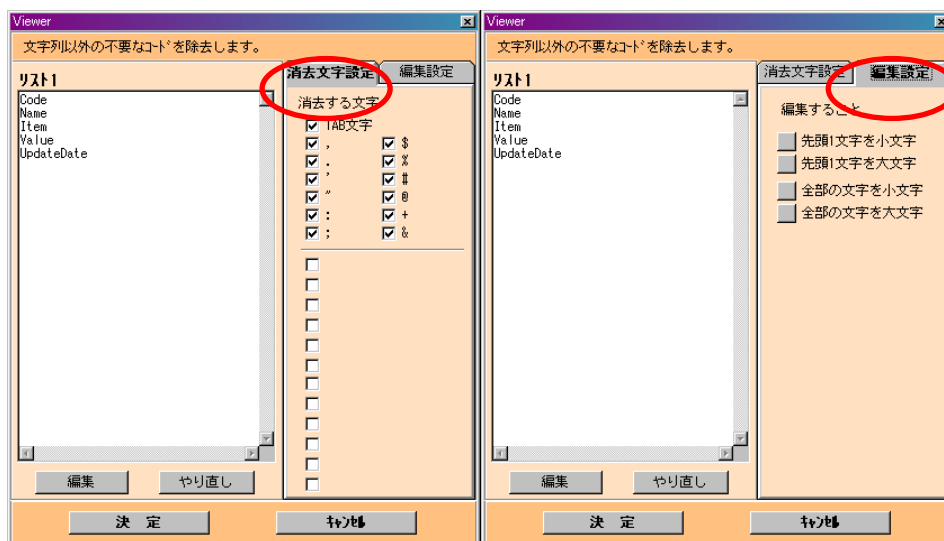 Viewer
文字列以外の不要なｺｰﾄﾞを除去します。
リスト1
Code
Name
Item
Value
UpdateDate
消去文字設定 編集設定
消去する文字
TAB文字
, $
. %
' #
" @
: +
; &
編集 やり直し
決 定 ｷｬﾝｾﾙ
Viewer
文字列以外の不要なｺｰﾄﾞを除去します。
リスト1
Code
Name
Item
Value
UpdateDate
消去文字設定 編集設定
編集すること
先頭1文字を小文字
先頭1文字を大文字
全部の文字を小文字
全部の文字を大文字
編集 やり直し
決 定 ｷｬﾝｾﾙ